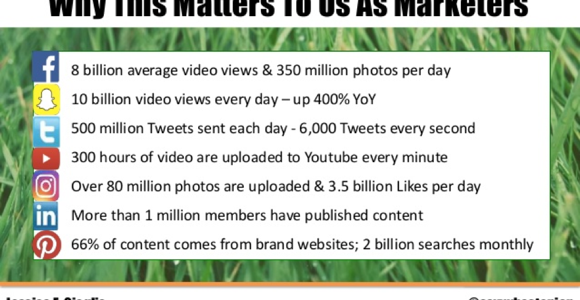 Why This Matters To Us As Marketers
8 billion average video views & 350 million photos per day
10 billion video views every day – up 400% YoY
500 million Tweets sent each day - 6,000 Tweets every second
300 hours of video are uploaded to Youtube every minute
Over 80 million photos are uploaded & 3.5 billion Likes per day
More than 1 million members have published content
66% of content comes from brand websites; 2 billion searches monthly